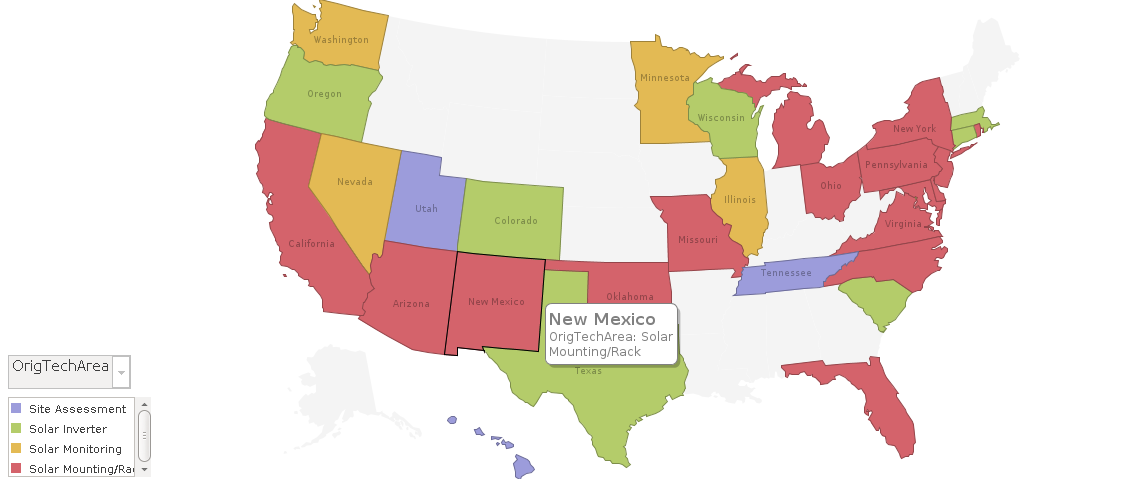 Washington
Minnesota
Oregon
Wisconsin
New York
Pennsylvania
Nevada
Ohio
Illinois
Utah
Colorado
Virginia
California
Missouri
Tennessee
Arizona
New Mexico
Oklahoma
New Mexico
OrigTechArea: Solar
Mounting/Rack
Texas
OrigTechArea
Site Assessment
Solar Inverter
Solar Monitoring
Solar Mounting/Rac